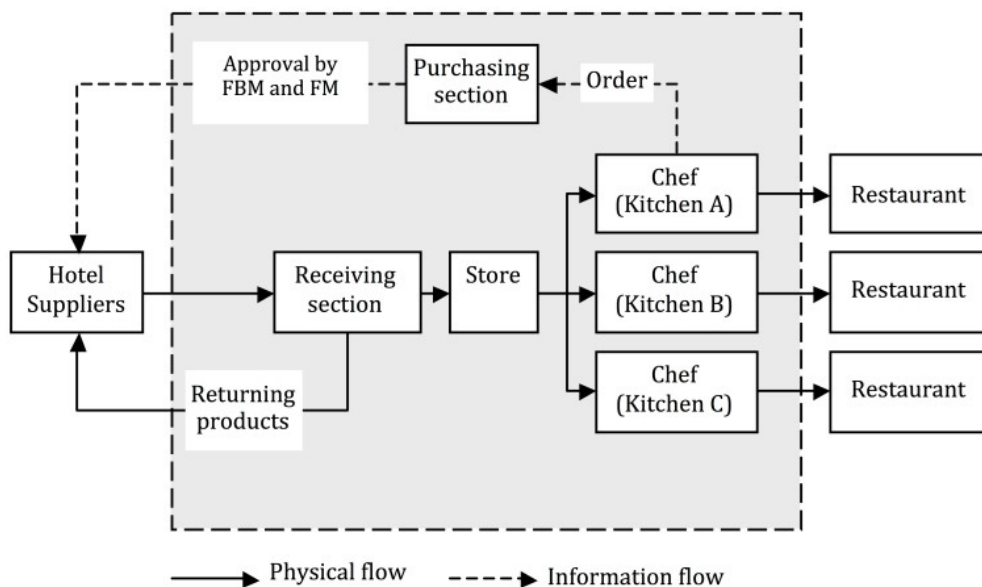 Approval by
FBM and FM
Purchasing
section
Order
Chef
(Kitchen A)
Restaurant
Hotel
Suppliers
Receiving
section
Store
Chef
(Kitchen B)
Restaurant
Returning
products
Chef
(Kitchen C)
Restaurant
Physical flow
Information flow